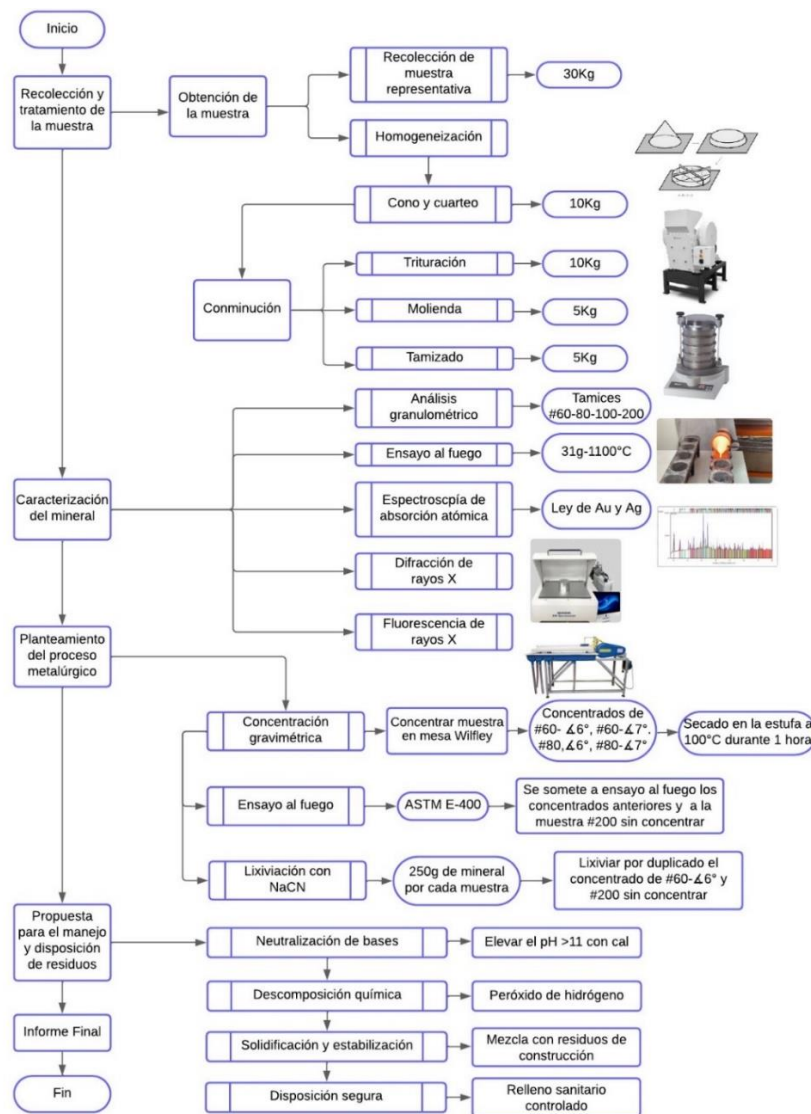 Inicio
Recolección y
tratamiento de
la muestra
Obtención de
la muestra
Recolección de
muestra
representativa
30Kg
Homogeneización
Cono y cuarteo
10Kg
Conminución
Trituración
10Kg
Molienda
5Kg
Tamizado
5Kg
Caracterización
del mineral
Análisis
granulométrico
Tamices
#60-80-100-200
Ensayo al fuego
31g-1100°C
Espectroscpía de
absorción atómica
Ley de Au y Ag
Difracción de
rayos X
Fluorescencia de
rayos X
Planteamiento
del proceso
metalúrgico
Concentración
gravimétrica
Concentrar muestra
en mesa Wilfley
Concentrados de
#60- ∡6°, #60-∡7°.
#80,∡6°, #80-∡7°
Secado en la estufa a
100°C durante 1 hora
Ensayo al fuego
ASTM E-400
Se somete a ensayo al fuego los
concentrados anteriores y a la
muestra #200 sin concentrar
Lixiviación con
NaCN
250g de mineral
por cada muestra
Lixiviar por duplicado el
concentrado de #60-∡6° y
#200 sin concentrar
Propuesta
para el manejo
y disposición
de residuos
Neutralización de bases
Elevar el pH >11 con cal
Descomposición química
Peróxido de hidrógeno
Solidificación y estabilización
Mezcla con residuos de
construcción
Disposición segura
Relleno sanitario
controlado
Informe Final
Fin